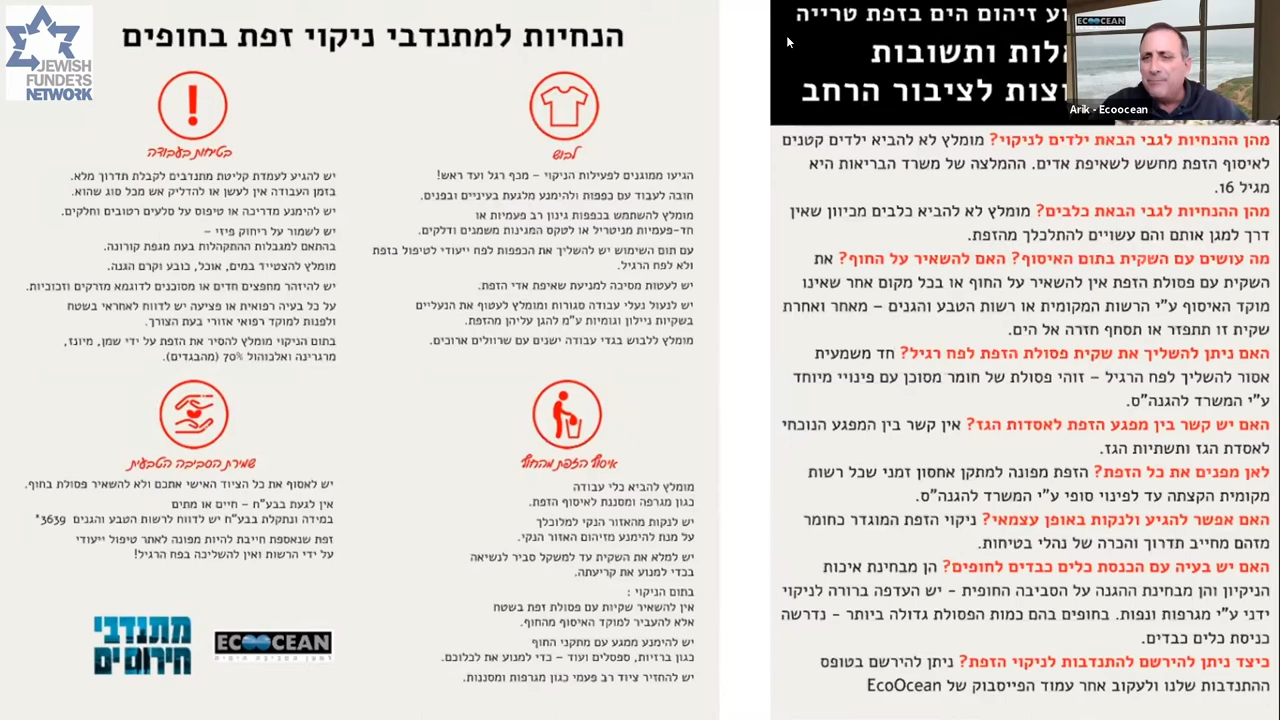 JEWISH
FUNDERS
NETWORK
הנחיות למתנדבי ניקוי זפת בחופים
לבוש
הגיעו ממוגנים לפעילות הניקוי – מכף רגל ועד ראש!
חובה לעבוד עם כפפות ולהימנע מלגעת בעיניים ובפנים.
מומלץ להשתמש בכפפות גינון רב פעמיות או
חד-פעמיות מניטריל או לטקס המגינות משמנים ודלקים.
עם תום השימוש יש להשליך את הכפפות לפח ייעודי לטיפול בזפת
ולא לפח הרגיל.
יש לעטות מסיכה למניעת שאיפת אדי הזפת.
יש לנעול נעלי עבודה סגורות ומומלץ לעטוף את הנעליים
בשקיות ניילון וגומיות ע"מ להגן עליהן מהזפת.
מומלץ ללבוש בגדי עבודה ישנים עם שרוולים ארוכים.
בטיחות בעבודה
יש להגיע לעמדת קליטת מתנדבים לקבלת תדרוך מלא.
בזמן העבודה אין לעשן או להדליק אש מכל סוג שהוא.
יש להימנע מדריכה או טיפוס על סלעים רטובים וחלקים.
יש לשמור על ריחוק פיזי –
בהתאם למגבלות ההתקהלות בעת מגפת קורונה.
מומלץ להצטייד במים, אוכל, כובע וקרם הגנה.
יש להיזהר מחפצים חדים או מסוכנים לדוגמא מזרקים וזכוכיות.
על כל בעיה רפואית או פציעה יש לדווח לאחראי בשטח
ולפנות למוקד רפואי אזורי בעת הצורך.
בתום הניקוי מומלץ להסיר את הזפת על ידי שמן, מיונז,
מרגרינה ואלכוהול 70% (מהבגדים).
איסוף הזפת מהחוף
מומלץ להביא כלי עבודה
כגון מגרפה ומסננת לאיסוף הזפת.
יש לנקות מהאזור הנקי למלוכלך
על מנת להימנע מזיהום האזור הנקי.
יש למלא את השקית עד למשקל סביר לנשיאה
בכדי למנוע את קריעתה.
בתום הניקוי :
אין להשאיר שקיות עם פסולת זפת בשטח
אלא להעביר למוקד האיסוף מהחוף.
יש להימנע ממגע עם מתקני החוף
כגון ברזיות, ספסלים ועוד – כדי למנוע את לכלוכם.
יש להחזיר ציוד רב פעמי כגון מגרפות ומסננות.
שמירת הסביבה הטבעית
יש לאסוף את כל הציוד האישי אתכם ולא להשאיר פסולת בחוף.
אין לגעת בבע"ח – חיים או מתים
במידה ונתקלת בבע"ח יש לדווח לרשות הטבע והגנים 3639*
זפת שנאספת חייבת להיות מפונה לאתר טיפול ייעודי
על ידי הרשות ואין להשליכה בפח הרגיל!
מתנדבי
חירום ים
ECOOCEAN
זיהום הים בזפת טרייה
ותשובות
לציבור הרחב
ECOOCEAN
Arik - Ecoocean
מהן ההנחיות לגבי הבאת ילדים לניקוי? מומלץ לא להביא ילדים קטנים
לאיסוף הזפת מחשש לשאיפת אדים. ההמלצה של משרד הבריאות היא
מגיל 16.
מהן ההנחיות לגבי הבאת כלבים? מומלץ לא להביא כלבים מכיוון שאין
דרך למגן אותם והם עשויים להתלכלך מהזפת.
מה עושים עם השקית בתום האיסוף? האם להשאיר על החוף? את
השקית עם פסולת הזפת אין להשאיר על החוף או בכל מקום אחר שאינו
מוקד האיסוף ע"י הרשות המקומית או רשות הטבע והגנים – מאחר ואחרת
שקית זו תתפזר או תסחף חזרה אל הים.
האם ניתן להשליך את שקית פסולת הזפת לפח רגיל? חד משמעית
אסור להשליך לפח הרגיל – זוהי פסולת של חומר מסוכן עם פינויי מיוחד
ע"י המשרד להגנה"ס.
האם יש קשר בין מפגע הזפת לאסדות הגז? אין קשר בין המפגע הנוכחי
לאסדת הגז ותשתיות הגז.
לאן מפנים את כל הזפת? הזפת מפונה למתקן אחסון זמני שכל רשות
מקומית הקצתה עד לפינוי סופי ע"י המשרד להגנה"ס.
האם אפשר להגיע ולנקות באופן עצמאי? ניקוי הזפת המוגדר כחומר
מזהם מחייב תדרוך והכרה של נהלי בטיחות.
האם יש בעיה עם הכנסת כלים כבדים לחופים? הן מבחינת איכות
הניקיון והן מבחינת ההגנה על הסביבה החופית – יש העדפה ברורה לניקוי
ידני ע"י מגרפות ונפות. בחופים בהם כמות הפסולת גדולה ביותר – נדרשה
כניסת כלים כבדים.
כיצד ניתן להירשם להתנדבות לניקוי הזפת? ניתן להירשם בטופס
ההתנדבות שלנו ולעקוב אחר עמוד הפייסבוק של EcoOcean